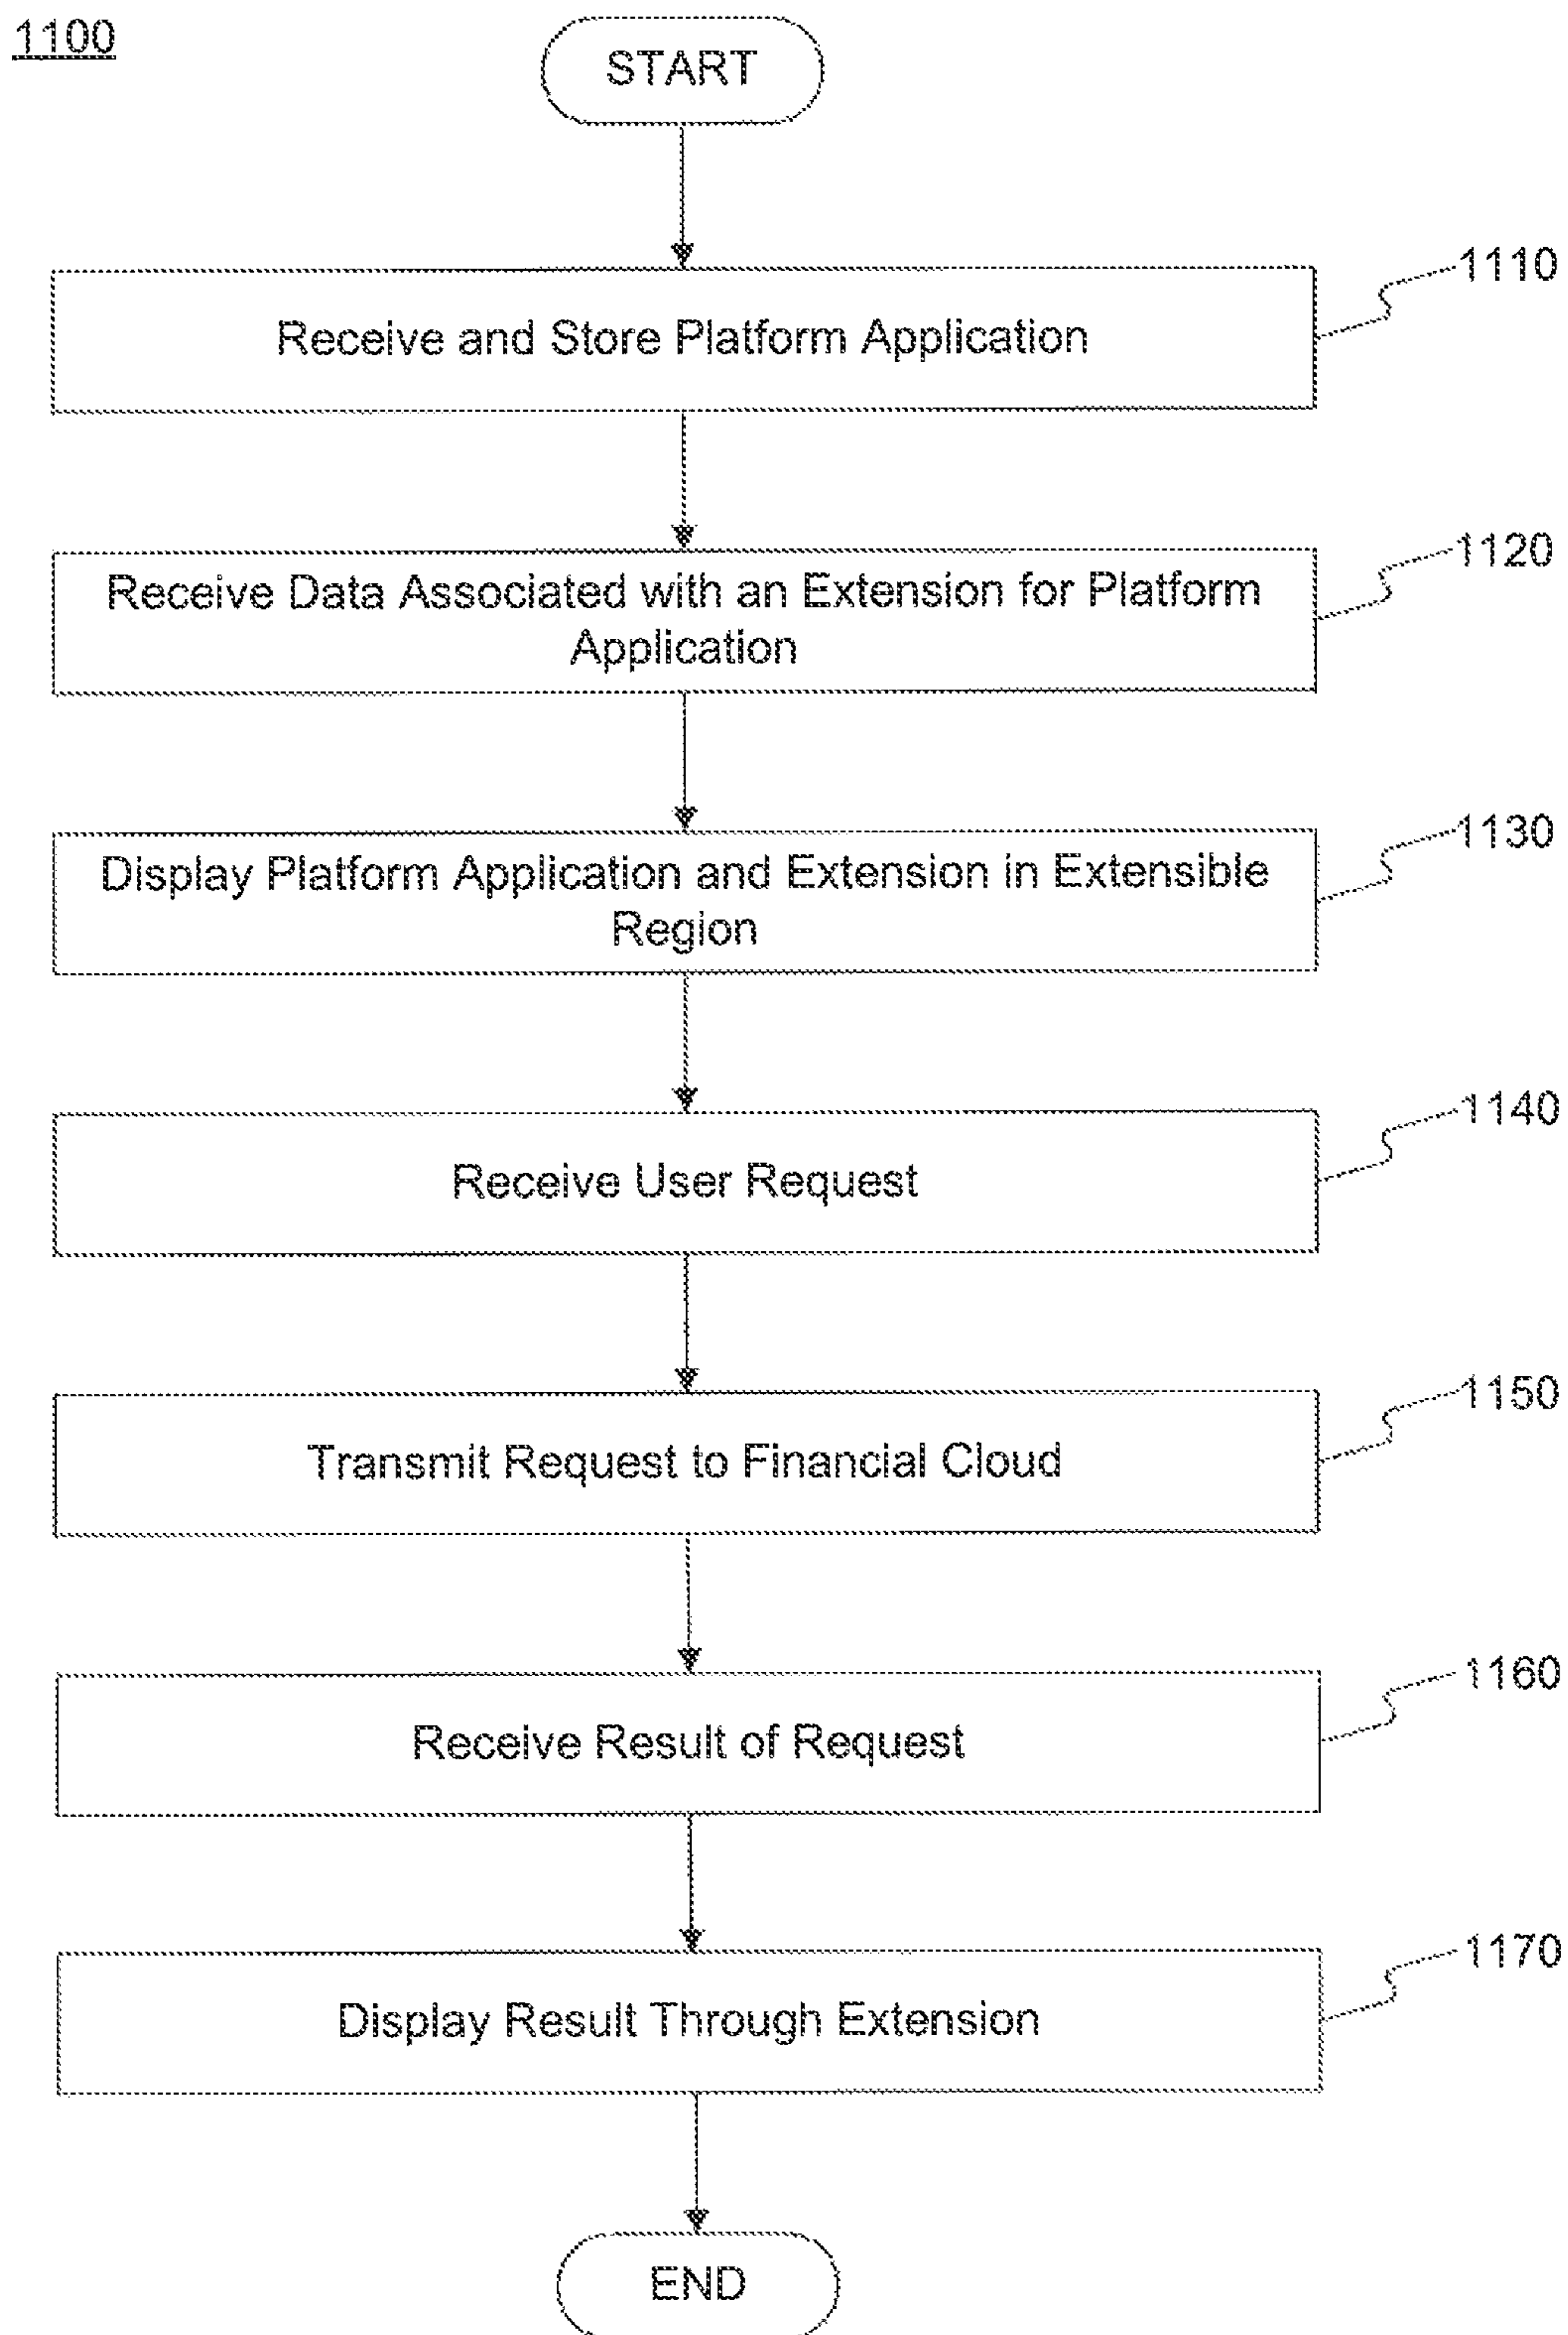 1100
START
1110
Receive and Store Platform Application
1120
Receive Data Associated with an Extension for Platform
Application
1130
Display Platform Application and Extension in Extensible
Region
1140
Receive User Request
1150
Transmit Request to Financial Cloud
1160
Receive Result of Request
1170
Display Result Through Extension
END